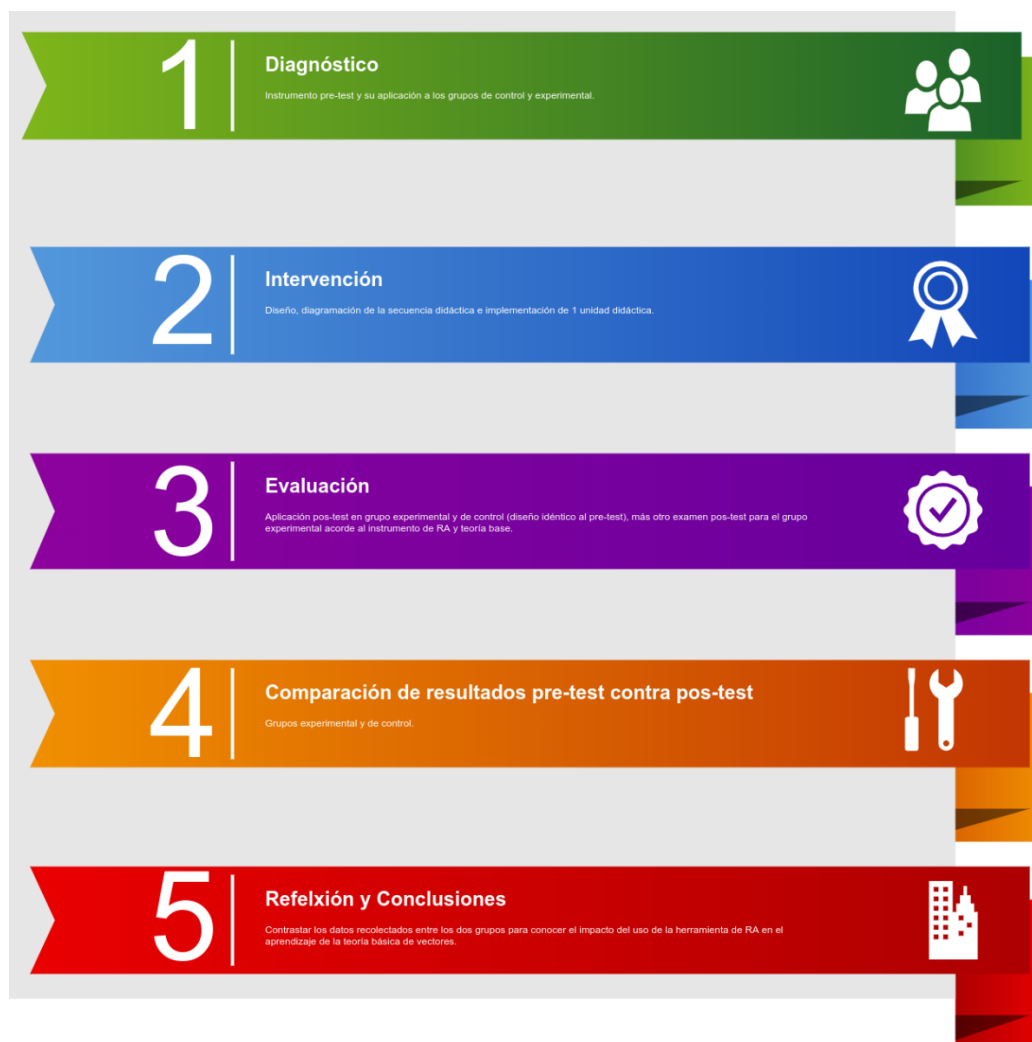 1
Diagnóstico
Instrumento pre-test y su aplicación a los grupos de control y experimental.
2
Intervención
Diseño, diagramación de la secuencia didáctica e implementación de 1 unidad didáctica.
3
Evaluación
Aplicación pos-test en grupo experimental y de control (diseño idéntico al pre-test), más otro examen pos-test para el grupo
experimental acorde al instrumento de RA y teoría base.
4
Comparación de resultados pre-test contra pos-test
Grupos experimental y de control.
5
Refelxión y Conclusiones
Contrastar los datos recolectados entre los dos grupos para conocer el impacto del uso de la herramienta de RA en el
aprendizaje de la teoría básica de vectores.